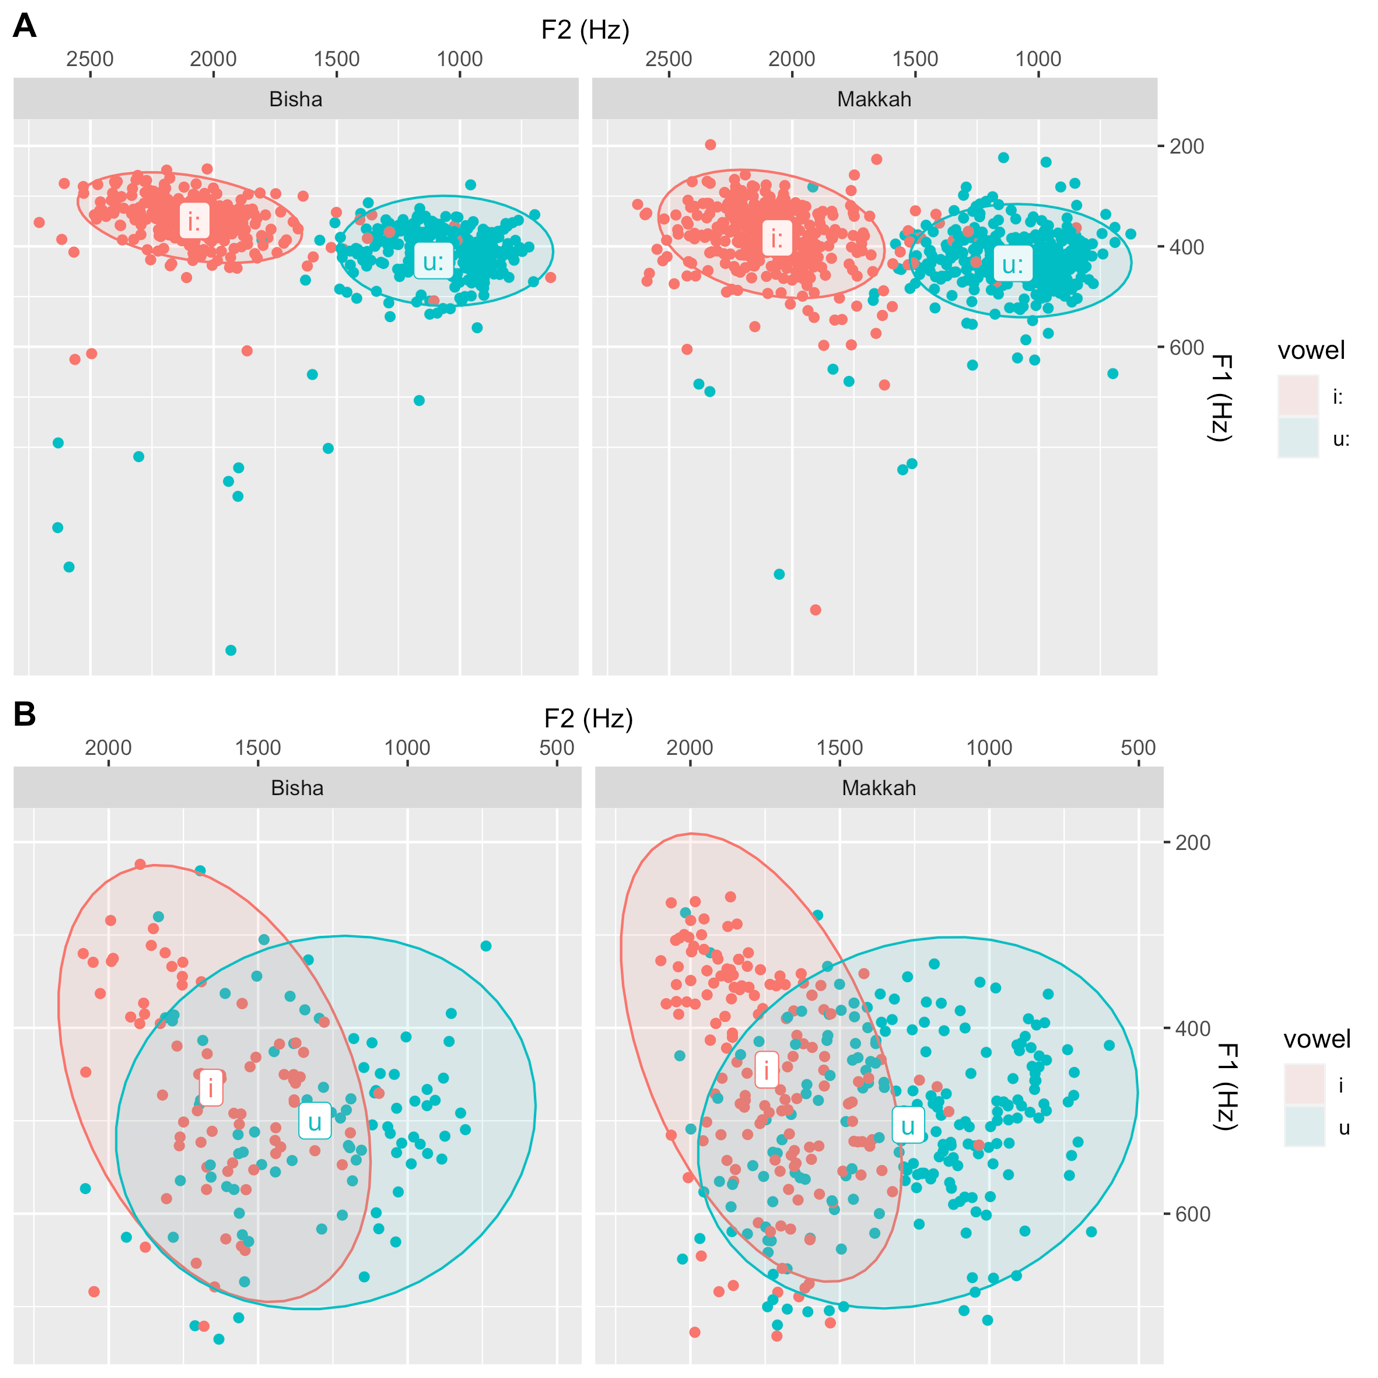 A
F2 (Hz)
2500 2000 1500 1000 2500 2000 1500 1000
Bisha Makkah
200
400
600
F1 (Hz)
i: u: i: u:
vowel
i:
u:
B
F2 (Hz)
2000 1500 1000 500 2000 1500 1000 500
Bisha Makkah
200
400
600
F1 (Hz)
i u i u
vowel
i
u